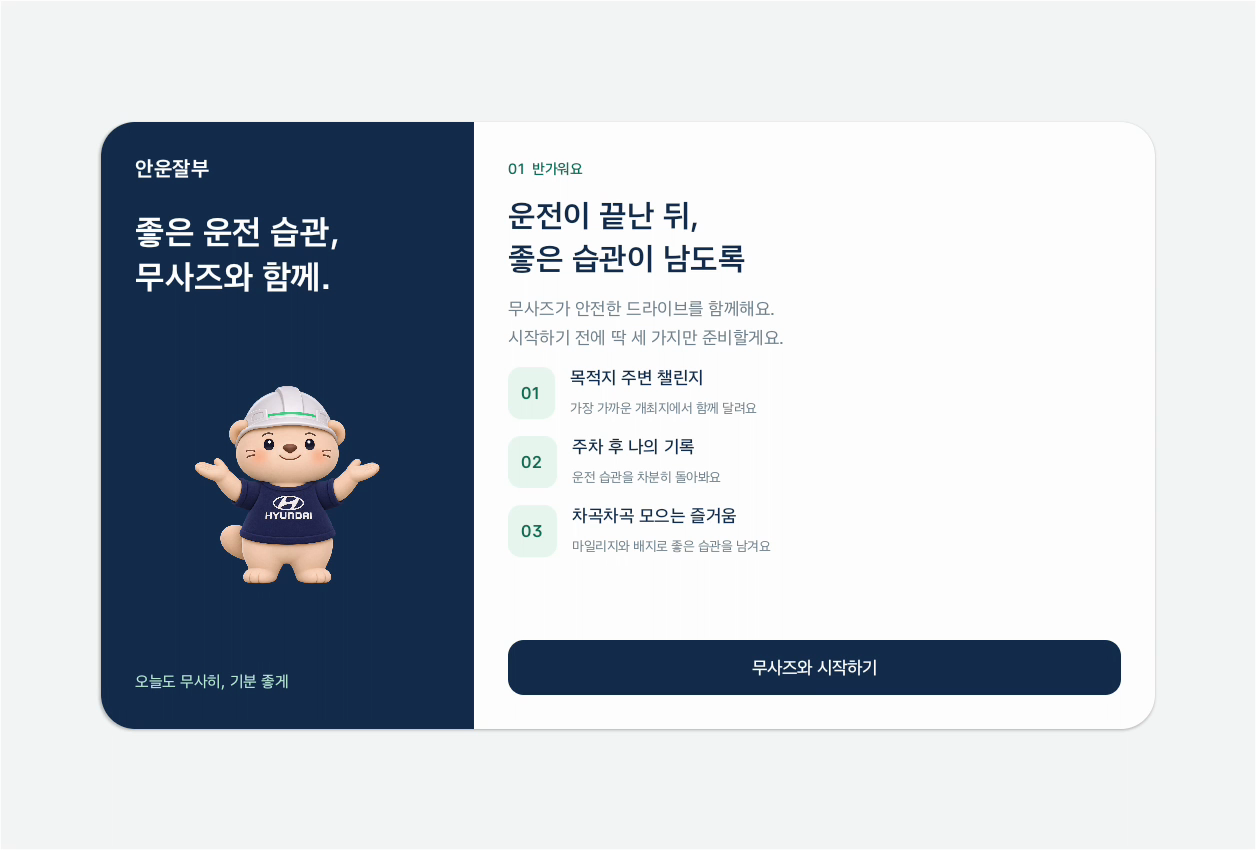 안운잘부
좋은 운전 습관,
무사즈와 함께.
HYUNDAI
오늘도 무사히, 기분 좋게
01 반가워요
운전이 끝난 뒤,
좋은 습관이 남도록
무사즈가 안전한 드라이브를 함께해요.
시작하기 전에 딱 세 가지만 준비할게요.
01
목적지 주변 챌린지
가장 가까운 개최지에서 함께 달려요
02
주차 후 나의 기록
운전 습관을 차분히 돌아봐요
03
차곡차곡 모으는 즐거움
마일리지와 배지로 좋은 습관을 남겨요
무사즈와 시작하기